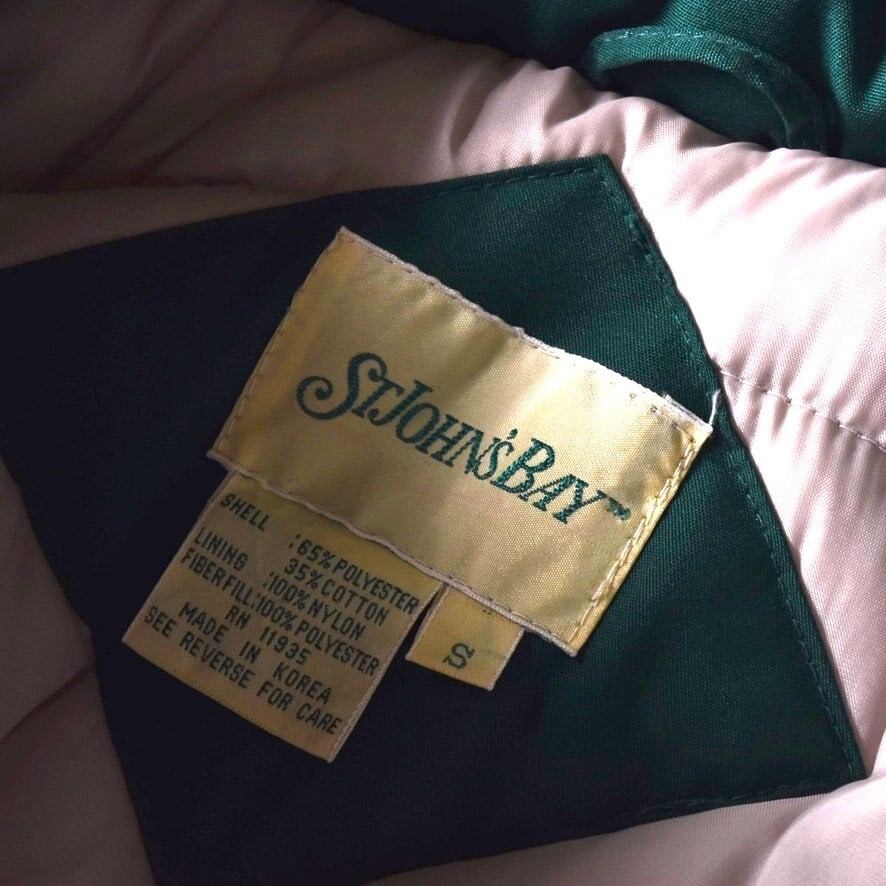 ST JOHN'S BAY™
SHELL :65% POLYESTER
35% COTTON
LINING :100% NYLON
FIBERFILL:100% POLYESTER
RN 11935
MADE IN KOREA
SEE REVERSE FOR CARE
S